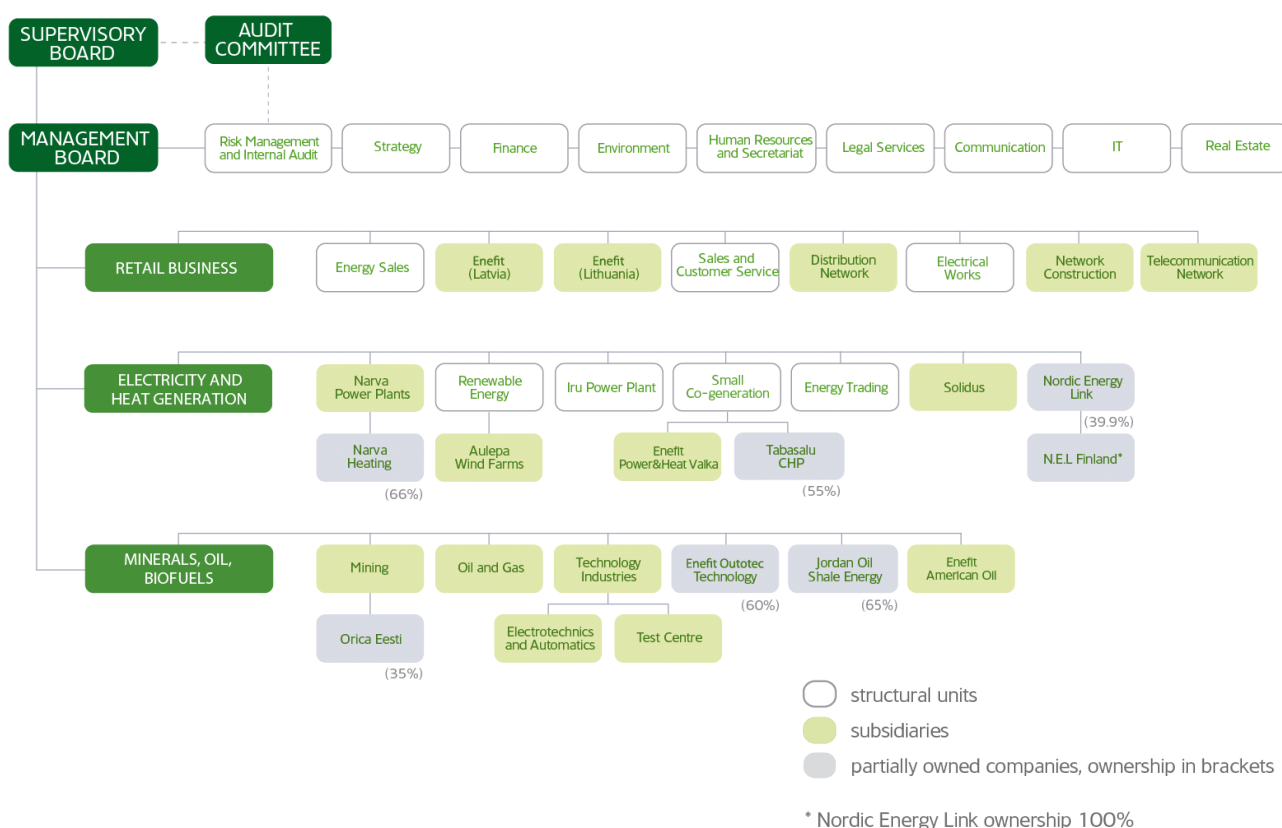 SUPERVISORY
BOARD
AUDIT
COMMITTEE
MANAGEMENT
BOARD
Risk Management
and Internal Audit
Strategy
Finance
Environment
Human Resources
and Secretariat
Legal Services
Communication
IT
Real Estate
RETAIL BUSINESS
Energy Sales
Enefit
(Latvia)
Enefit
(Lithuania)
Sales and
Customer Service
Distribution
Network
Electrical
Works
Network
Construction
Telecommunication
Network
ELECTRICITY AND
HEAT GENERATION
Narva
Power Plants
Renewable
Energy
Iru Power Plant
Small
Co-generation
Energy Trading
Solidus
Nordic Energy
Link
(39.9%)
Narva
Heating
(66%)
Aulepa
Wind Farms
Enefit
Power&Heat Valka
Tabasalu
CHP
(55%)
N.E.L Finland*
MINERALS, OIL,
BIOFUELS
Mining
Oil and Gas
Technology
Industries
Enefit Outotec
Technology
(60%)
Jordan Oil
Shale Energy
(65%)
Enefit
American Oil
Orica Eesti
(35%)
Electrotechnics
and Automatics
Test Centre
structural units
subsidiaries
partially owned companies, ownership in brackets
* Nordic Energy Link ownership 100%